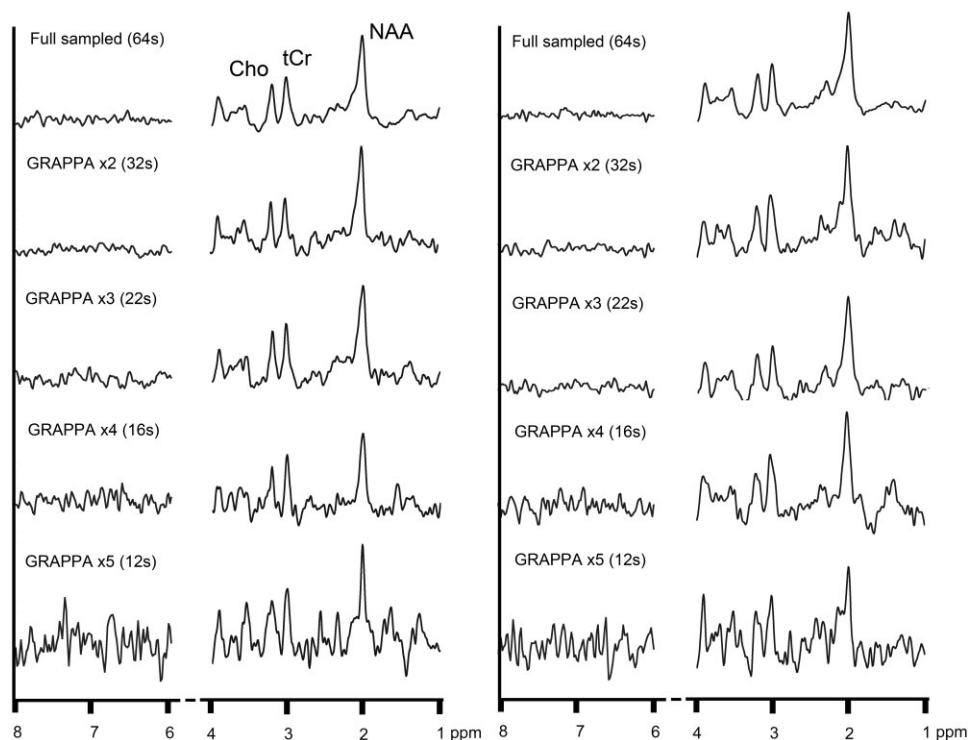 Full sampled (64s)
NAA
Cho
tCr
GRAPPA x2 (32s)
GRAPPA x3 (22s)
GRAPPA x4 (16s)
GRAPPA x5 (12s)
8 7 6 4 3 2 1 ppm
Full sampled (64s)
GRAPPA x2 (32s)
GRAPPA x3 (22s)
GRAPPA x4 (16s)
GRAPPA x5 (12s)
8 7 6 4 3 2 1 ppm